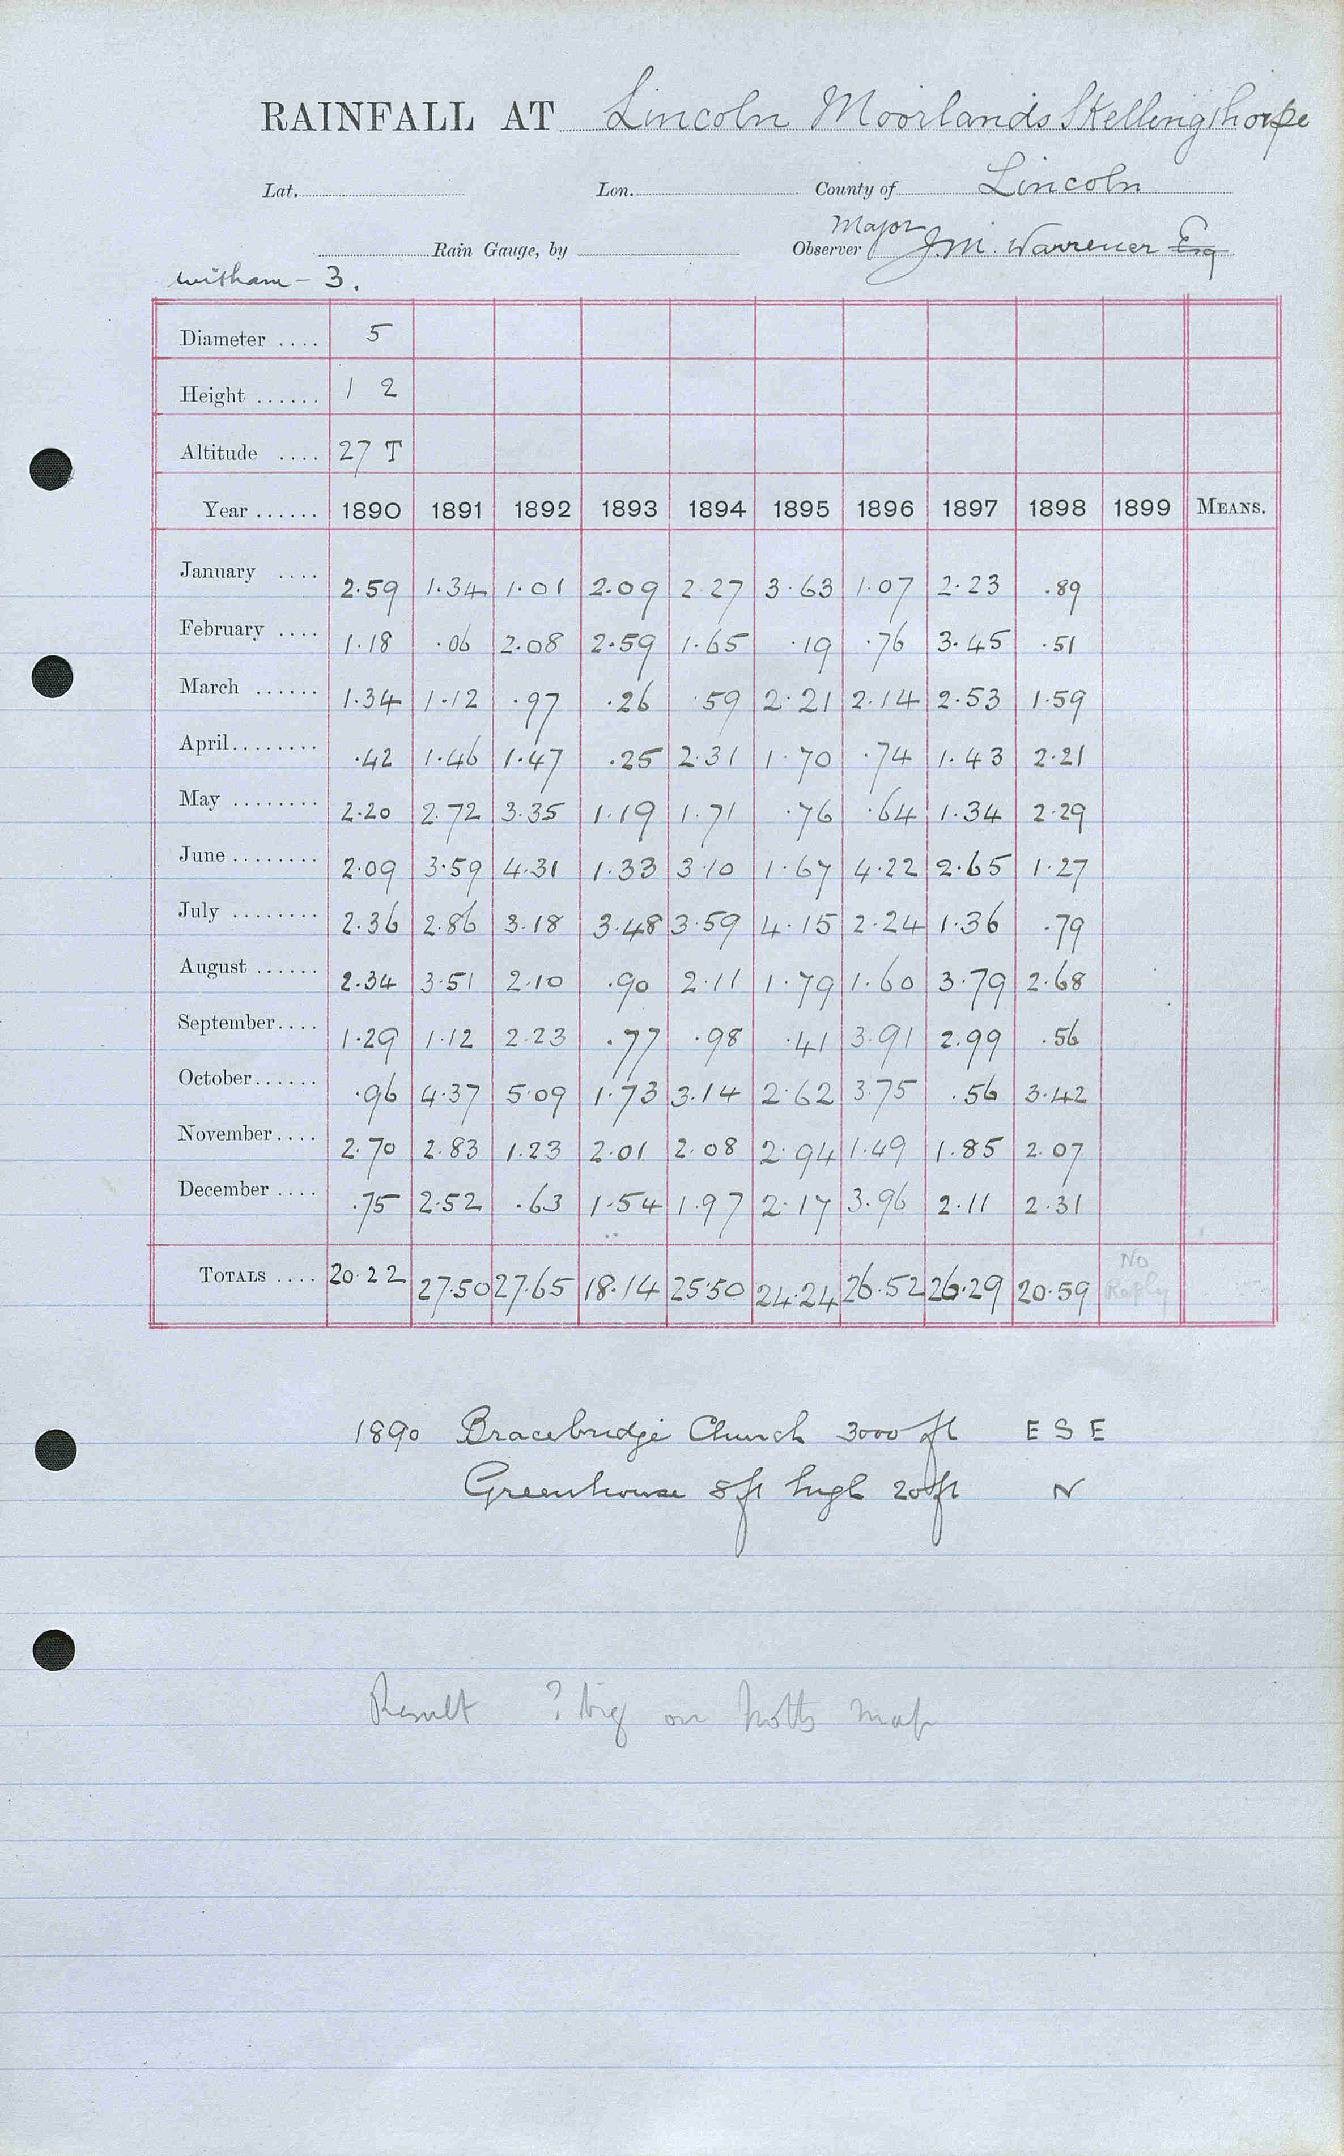 RAINFALL AT Lincoln Moorlands Skellingthorpe
Lat. Lon. County of Lincoln
Major
Rain Gauge, by Observer J.M. Warrener Esq
Witham - 3.
Diameter .... 5
Height ...... 1 2
Altitude .... 27 T
Year ...... 1890 1891 1892 1893 1894 1895 1896 1897 1898 1899 MEANS.
January .... 2.59 1.34 1.01 2.09 2.27 3.63 1.07 2.23 .89
February .... 1.18 .06 2.08 2.59 1.65 .19 .76 3.45 .51
March ...... 1.34 1.12 .97 .26 .59 2.21 2.14 2.53 1.59
April........ .42 1.46 1.47 .25 2.31 1.70 .74 1.43 2.21
May ........ 2.20 2.72 3.35 1.19 1.71 .76 .64 1.34 2.29
June ........ 2.09 3.59 4.31 1.33 3.10 1.67 4.22 2.65 1.27
July ........ 2.36 2.86 3.18 3.48 3.59 4.15 2.24 1.36 .79
August ...... 2.34 3.51 2.10 .90 2.11 1.79 1.60 3.79 2.68
September.... 1.29 1.12 2.23 .77 .98 .41 3.91 2.99 .56
October...... .96 4.37 5.09 1.73 3.14 2.62 3.75 .56 3.42
November.... 2.70 2.83 1.23 2.01 2.08 2.94 1.49 1.85 2.07
December .... .75 2.52 .63 1.54 1.97 2.17 3.96 2.11 2.31
TOTALS .... 20.22 27.50 27.65 18.14 25.50 24.24 26.52 26.29 20.59 No Reply
1890 Bracebridge Church 3000 ft E S E
Greenhouse 8ft high 20ft N
Result ? big on Notts map